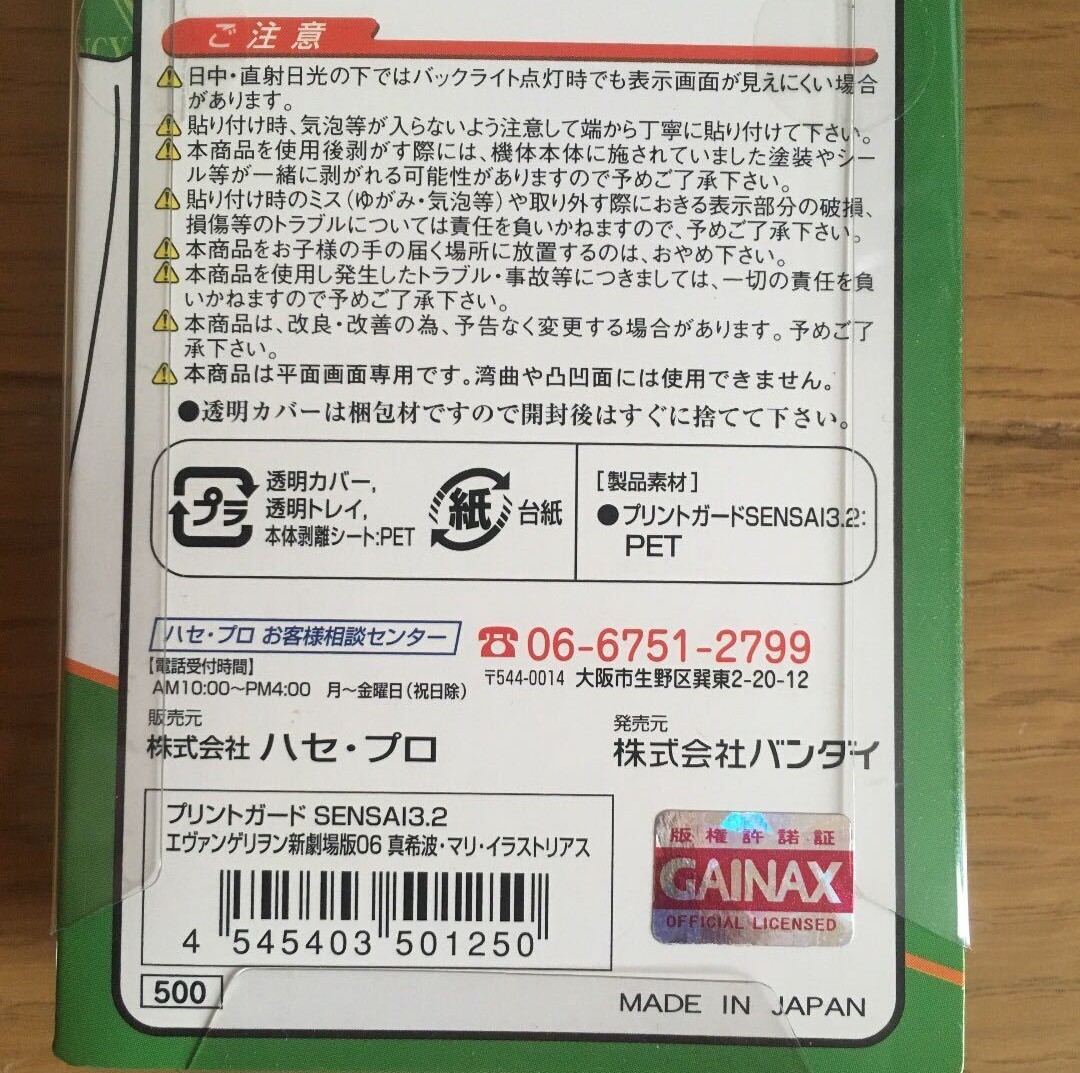 NCY
ご注意
日中・直射日光の下ではバックライト点灯時でも表示画面が見えにくい場合
があります。
貼り付け時、気泡等が入らないよう注意して端から丁寧に貼り付けて下さい。
本商品を使用後剥がす際には、機体本体に施されていました塗装やシー
ル等が一緒に剥がれる可能性がありますので予めご了承下さい。
貼り付け時のミス(ゆがみ・気泡等)や取り外す際におきる表示部分の破損、
損傷等のトラブルについては責任を負いかねますので、予めご了承下さい。
本商品をお子様の手の届く場所に放置するのは、おやめ下さい。
本商品を使用し発生したトラブル・事故等につきましては、一切の責任を負
いかねますので予めご了承下さい。
本商品は、改良・改善の為、予告なく変更する場合があります。予めご了
承下さい。
本商品は平面画面専用です。湾曲や凸凹面には使用できません。
●透明カバーは梱包材ですので開封後はすぐに捨てて下さい。
プラ
透明カバー,
透明トレイ,
本体剥離シート:PET
紙
台紙
[製品素材]
●プリントガードSENSAI3.2:
PET
ハセ・プロ お客様相談センター
06-6751-2799
【電話受付時間】
AM10:00〜PM4:00 月〜金曜日(祝日除)
〒544-0014 大阪市生野区巽東2-20-12
販売元
株式会社 ハセ・プロ
発売元
株式会社バンダイ
プリントガード SENSAI3.2
エヴァンゲリヲン新劇場版06 真希波・マリ・イラストリアス
4 545403 501250
版権許諾証
GAINAX
OFFICIAL LICENSED
500
MADE IN JAPAN